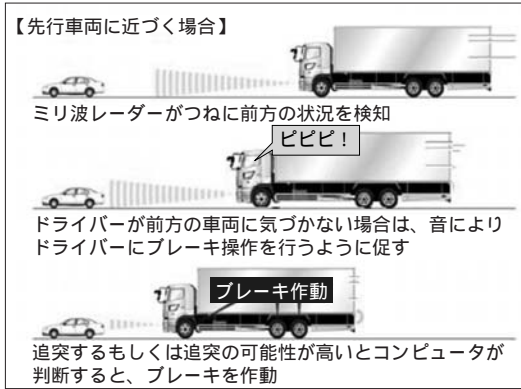 【先行車両に近づく場合】
ミリ波レーダーがつねに前方の状況を検知
ピピピ！
ドライバーが前方の車両に気づかない場合は、音により
ドライバーにブレーキ操作を行うように促す
ブレーキ作動
追突するもしくは追突の可能性が高いとコンピュータが
判断すると、ブレーキを作動